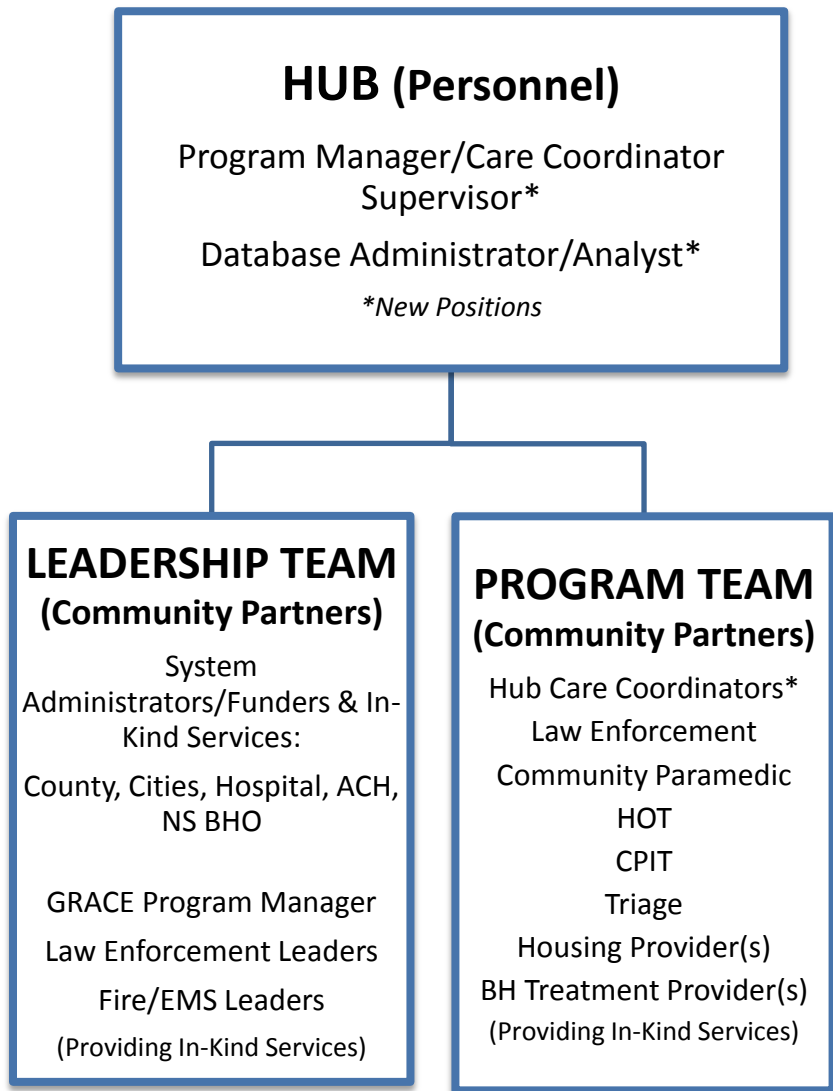 HUB (Personnel)
Program Manager/Care Coordinator
Supervisor*
Database Administrator/Analyst*
*New Positions
LEADERSHIP TEAM
(Community Partners)
System
Administrators/Funders & In-
Kind Services:
County, Cities, Hospital, ACH,
NS BHO
GRACE Program Manager
Law Enforcement Leaders
Fire/EMS Leaders
(Providing In-Kind Services)
PROGRAM TEAM
(Community Partners)
Hub Care Coordinators*
Law Enforcement
Community Paramedic
HOT
CPIT
Triage
Housing Provider(s)
BH Treatment Provider(s)
(Providing In-Kind Services)